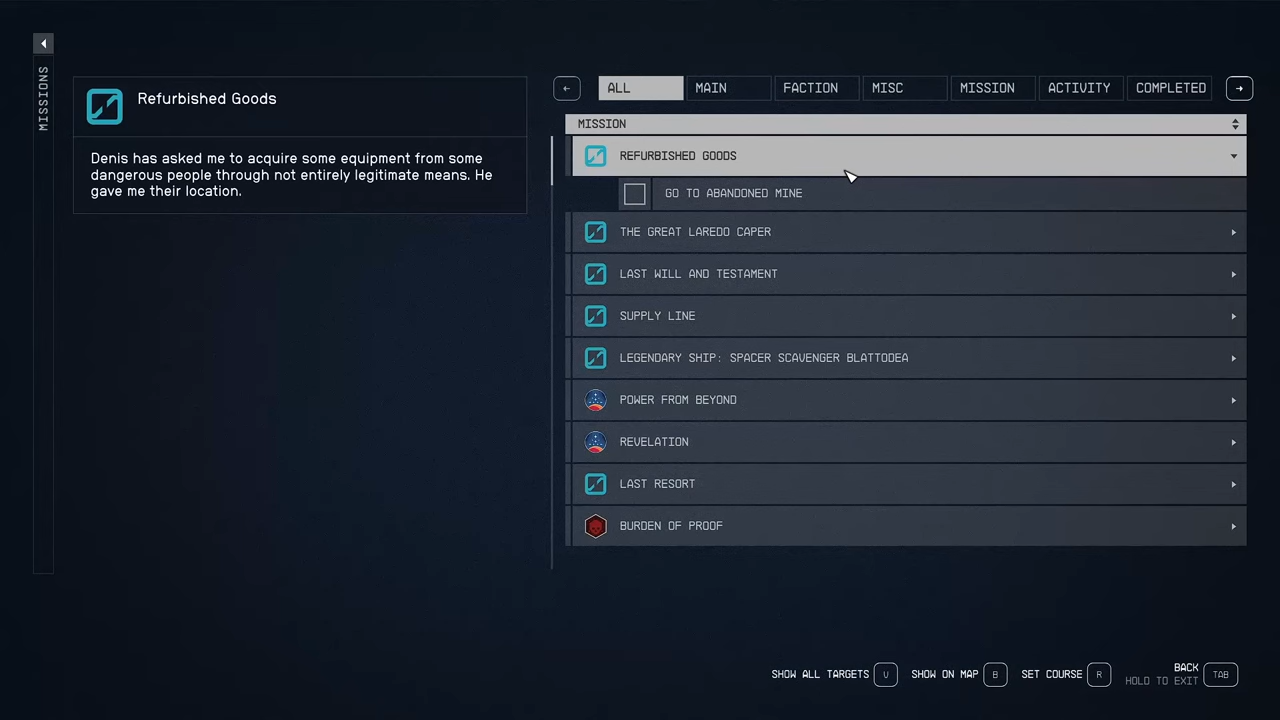 MISSIONS
Refurbished Goods
Denis has asked me to acquire some equipment from some
dangerous people through not entirely legitimate means. He
gave me their location.
ALL MAIN FACTION MISC MISSION ACTIVITY COMPLETED
MISSION
REFURBISHED GOODS
GO TO ABANDONED MINE
THE GREAT LAREDO CAPER
LAST WILL AND TESTAMENT
SUPPLY LINE
LEGENDARY SHIP: SPACER SCAVENGER BLATTODEA
POWER FROM BEYOND
REVELATION
LAST RESORT
BURDEN OF PROOF
SHOW ALL TARGETS V SHOW ON MAP B SET COURSE R BACK TAB
HOLD TO EXIT